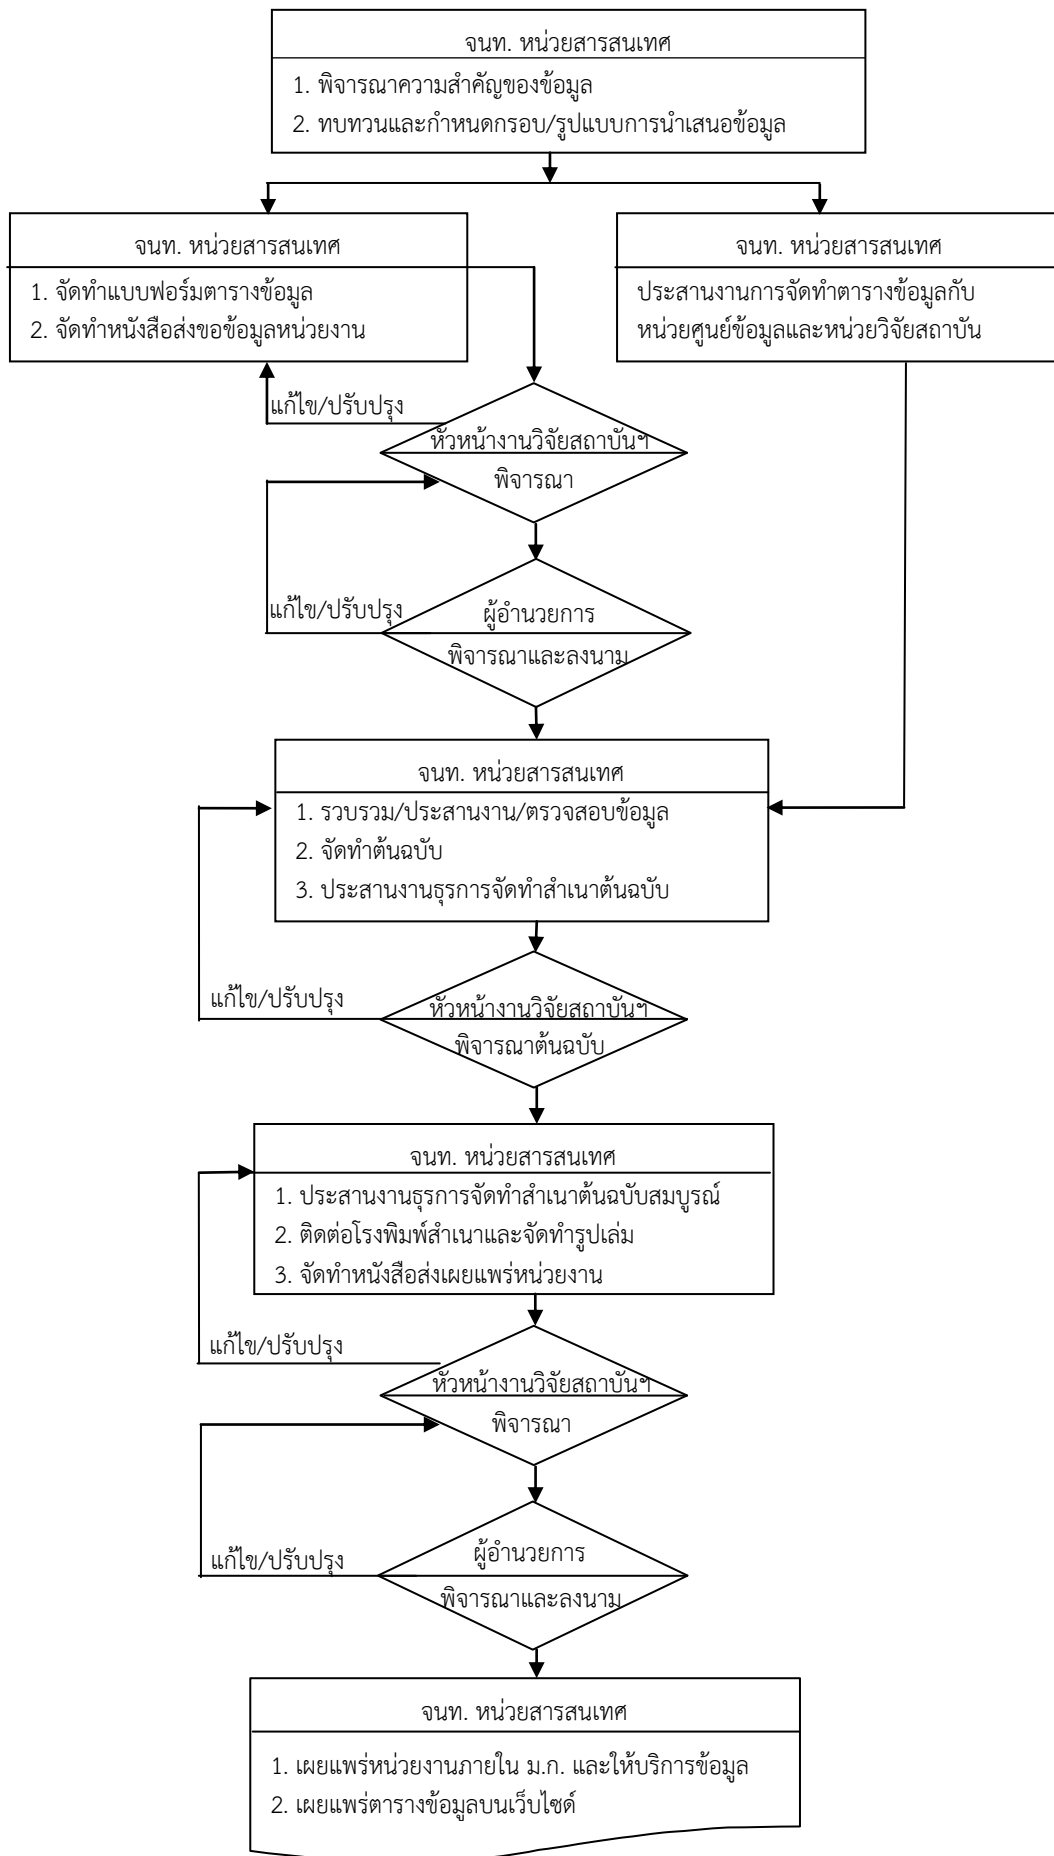 จนท. หน่วยสารสนเทศ
1. พิจารณาความสำคัญของข้อมูล
2. ทบทวนและกำหนดกรอบ/รูปแบบการนำเสนอข้อมูล
จนท. หน่วยสารสนเทศ
1. จัดทำแบบฟอร์มตารางข้อมูล
2. จัดทำหนังสือส่งขอข้อมูลหน่วยงาน
จนท. หน่วยสารสนเทศ
ประสานงานการจัดทำตารางข้อมูลกับ
หน่วยศูนย์ข้อมูลและหน่วยวิจัยสถาบัน
แก้ไข/ปรับปรุง
หัวหน้างานวิจัยสถาบันฯ
พิจารณา
แก้ไข/ปรับปรุง
ผู้อำนวยการ
พิจารณาและลงนาม
จนท. หน่วยสารสนเทศ
1. รวบรวม/ประสานงาน/ตรวจสอบข้อมูล
2. จัดทำต้นฉบับ
3. ประสานงานธุรการจัดทำสำเนาต้นฉบับ
แก้ไข/ปรับปรุง
หัวหน้างานวิจัยสถาบันฯ
พิจารณาต้นฉบับ
จนท. หน่วยสารสนเทศ
1. ประสานงานธุรการจัดทำสำเนาต้นฉบับสมบูรณ์
2. ติดต่อโรงพิมพ์สำเนาและจัดทำรูปเล่ม
3. จัดทำหนังสือส่งเผยแพร่หน่วยงาน
แก้ไข/ปรับปรุง
หัวหน้างานวิจัยสถาบันฯ
พิจารณา
แก้ไข/ปรับปรุง
ผู้อำนวยการ
พิจารณาและลงนาม
จนท. หน่วยสารสนเทศ
1. เผยแพร่หน่วยงานภายใน ม.ก. และให้บริการข้อมูล
2. เผยแพร่ตารางข้อมูลบนเว็บไซด์